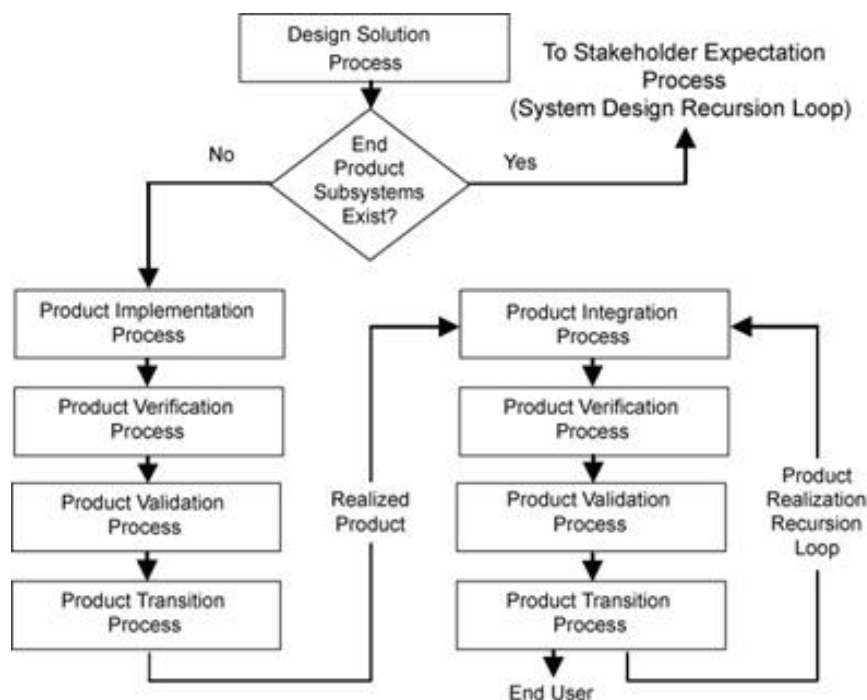 Design Solution
Process
To Stakeholder Expectation
Process
(System Design Recursion Loop)
End
Product
Subsystems
Exist?
No
Yes
Product Implementation
Process
Product Verification
Process
Product Validation
Process
Product Transition
Process
Realized
Product
Product Integration
Process
Product Verification
Process
Product Validation
Process
Product Transition
Process
End User
Product
Realization
Recursion
Loop